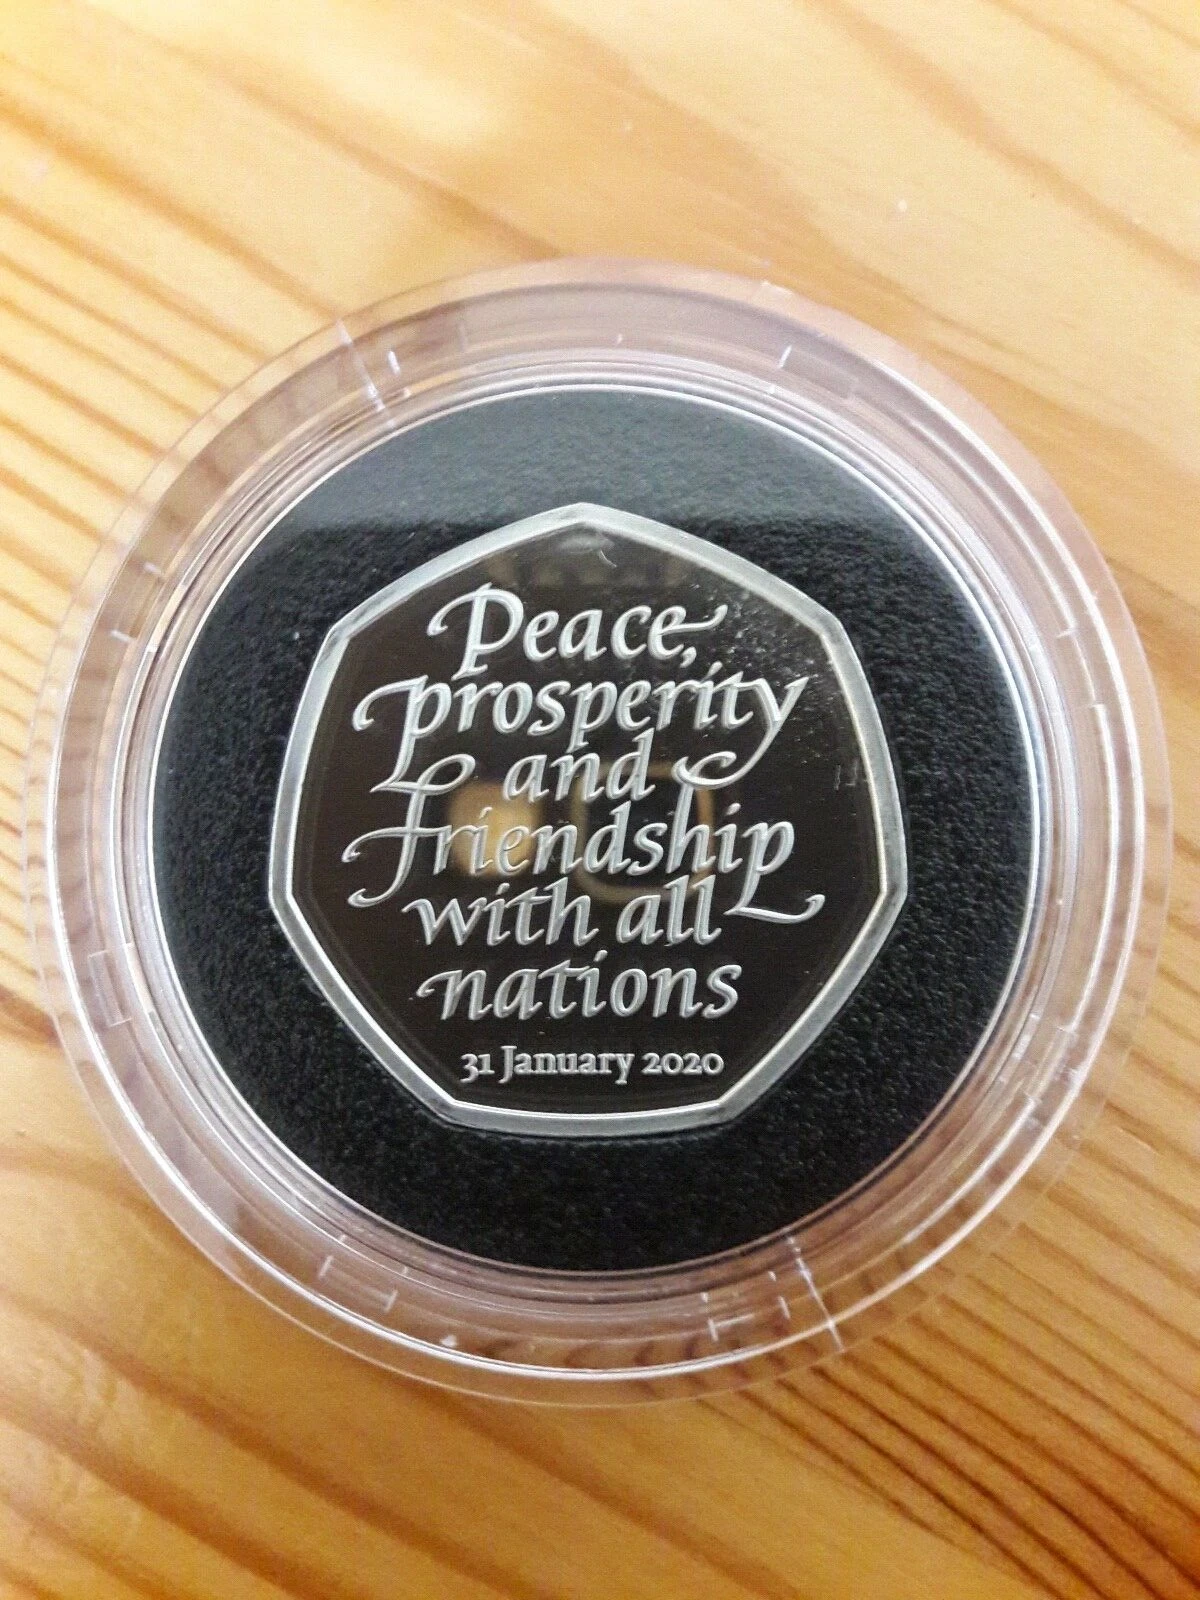 Peace,
prosperity
and
friendship
with all
nations
31 January 2020